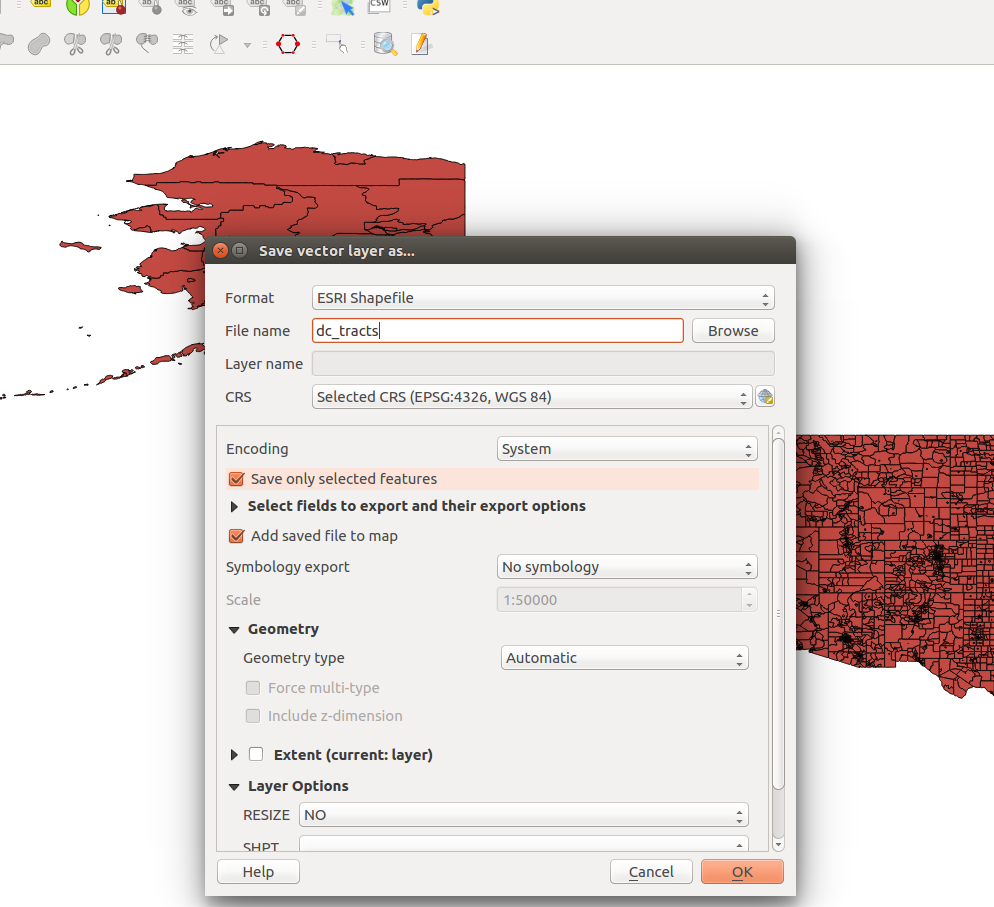 abc
ab
ab
abc
abc
abc
abc
CSW
Save vector layer as...
Format ESRI Shapefile
File name dc_tracts Browse
Layer name
CRS Selected CRS (EPSG:4326, WGS 84)
Encoding System
Save only selected features
Select fields to export and their export options
Add saved file to map
Symbology export No symbology
Scale 1:50000
Geometry
Geometry type Automatic
Force multi-type
Include z-dimension
Extent (current: layer)
Layer Options
RESIZE NO
SHPT
Help Cancel OK